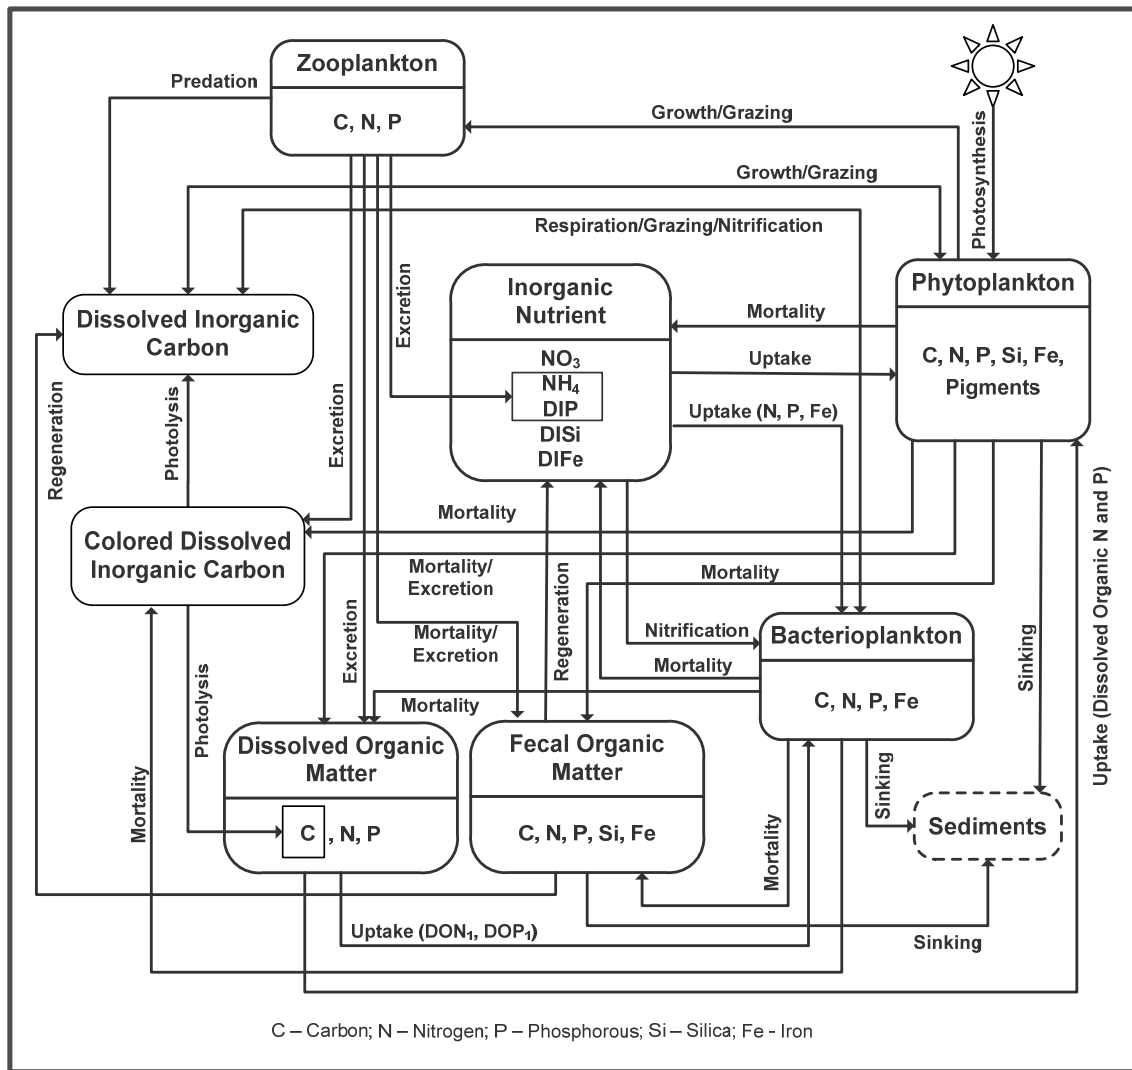 Zooplankton
Predation
C, N, P
Growth/Grazing
Photosynthesis
Growth/Grazing
Respiration/Grazing/Nitrification
Excretion
Inorganic
Nutrient
NO₃
NH₄
DIP
DISi
DIFe
Phytoplankton
C, N, P, Si, Fe,
Pigments
Mortality
Uptake
Uptake (N, P, Fe)
Dissolved Inorganic
Carbon
Regeneration
Photolysis
Excretion
Colored Dissolved
Inorganic Carbon
Mortality
Mortality/
Excretion
Mortality
Mortality/
Excretion
Regeneration
Nitrification
Mortality
Bacterioplankton
C, N, P, Fe
Sinking
Uptake (Dissolved Organic N and P)
Photolysis
Excretion
Mortality
Mortality
Dissolved Organic
Matter
C , N, P
Fecal Organic
Matter
C, N, P, Si, Fe
Mortality
Sinking
Sediments
Uptake (DON₁, DOP₁)
Sinking
C – Carbon; N – Nitrogen; P – Phosphorous; Si – Silica; Fe - Iron